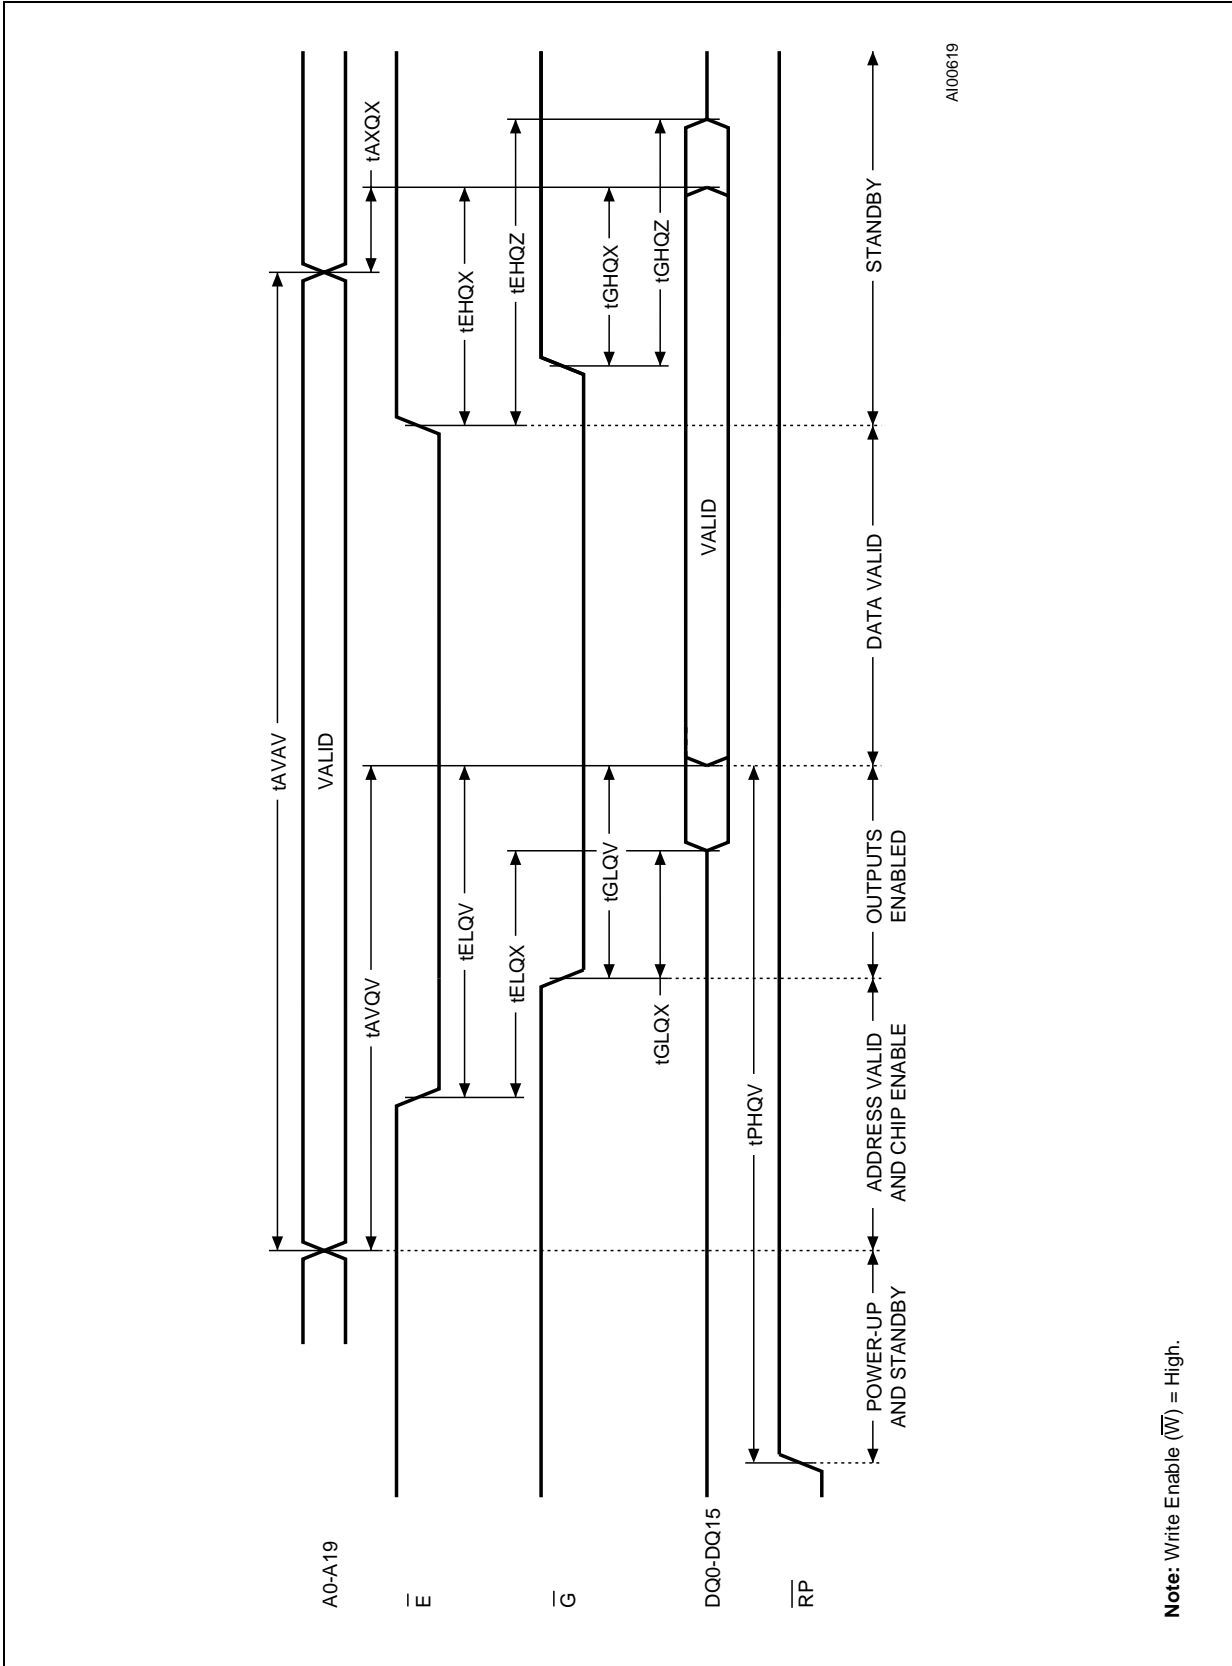 A0-A19
tAVAV
VALID
tAVQV
tAXQX
E
tELQV
tEHQX
tELQX
tEHQZ
G
tGLQV
tGHQX
tGLQX
tGHQZ
DQ0-DQ15
VALID
tPHQV
RP
POWER-UP
AND STANDBY
ADDRESS VALID
AND CHIP ENABLE
OUTPUTS
ENABLED
DATA VALID
STANDBY
AI00619
Note: Write Enable (W̅) = High.